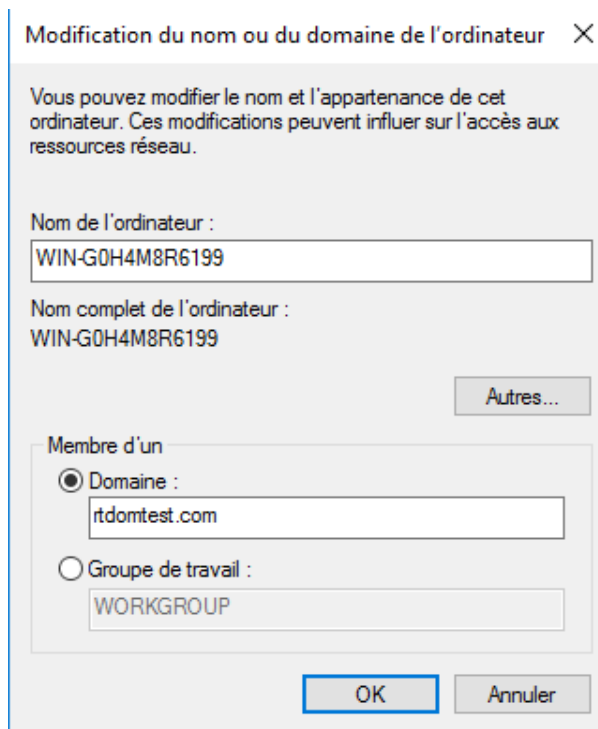 Modification du nom ou du domaine de l'ordinateur
Vous pouvez modifier le nom et l'appartenance de cet
ordinateur. Ces modifications peuvent influer sur l'accès aux
ressources réseau.
Nom de l'ordinateur :
WIN-G0H4M8R6199
Nom complet de l'ordinateur :
WIN-G0H4M8R6199
Autres...
Membre d'un
Domaine :
rtdomtest.com
Groupe de travail :
WORKGROUP
OK Annuler